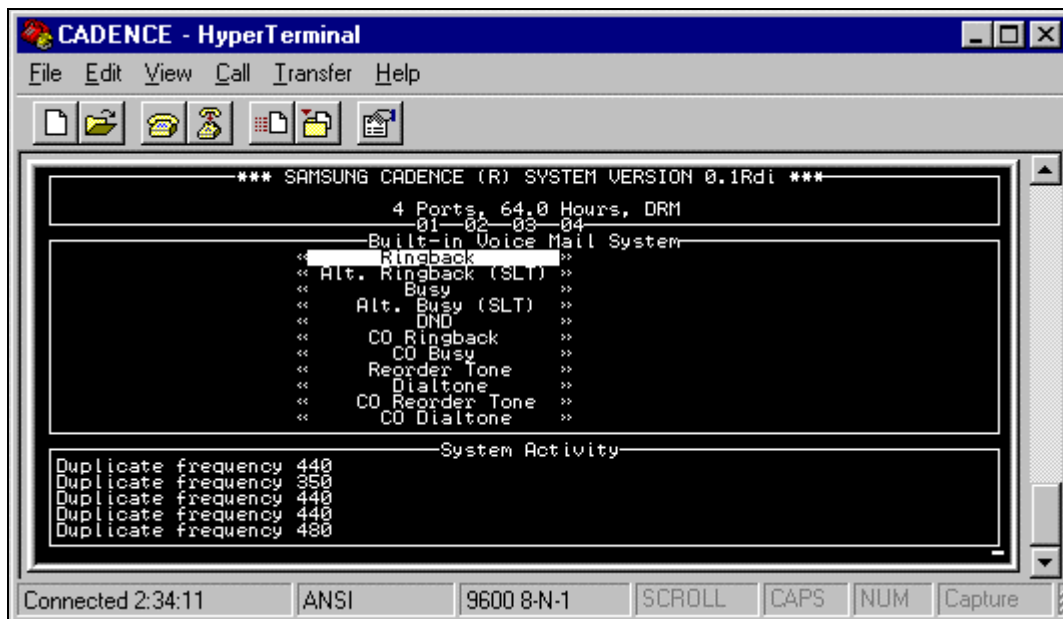 CADENCE - HyperTerminal
File Edit View Call Transfer Help
*** SAMSUNG CADENCE (R) SYSTEM VERSION 0.1Rdi ***
4 Ports, 64.0 Hours, DRM
01—02—03—04
Built-in Voice Mail System
« Ringback »
« Alt. Ringback (SLT) »
« Busy »
« Alt. Busy (SLT) »
« DND »
« CO Ringback »
« CO Busy »
« Reorder Tone »
« Dialtone »
« CO Reorder Tone »
« CO Dialtone »
System Activity
Duplicate frequency 440
Duplicate frequency 350
Duplicate frequency 440
Duplicate frequency 440
Duplicate frequency 480
Connected 2:34:11 ANSI 9600 8-N-1 SCROLL CAPS NUM Capture